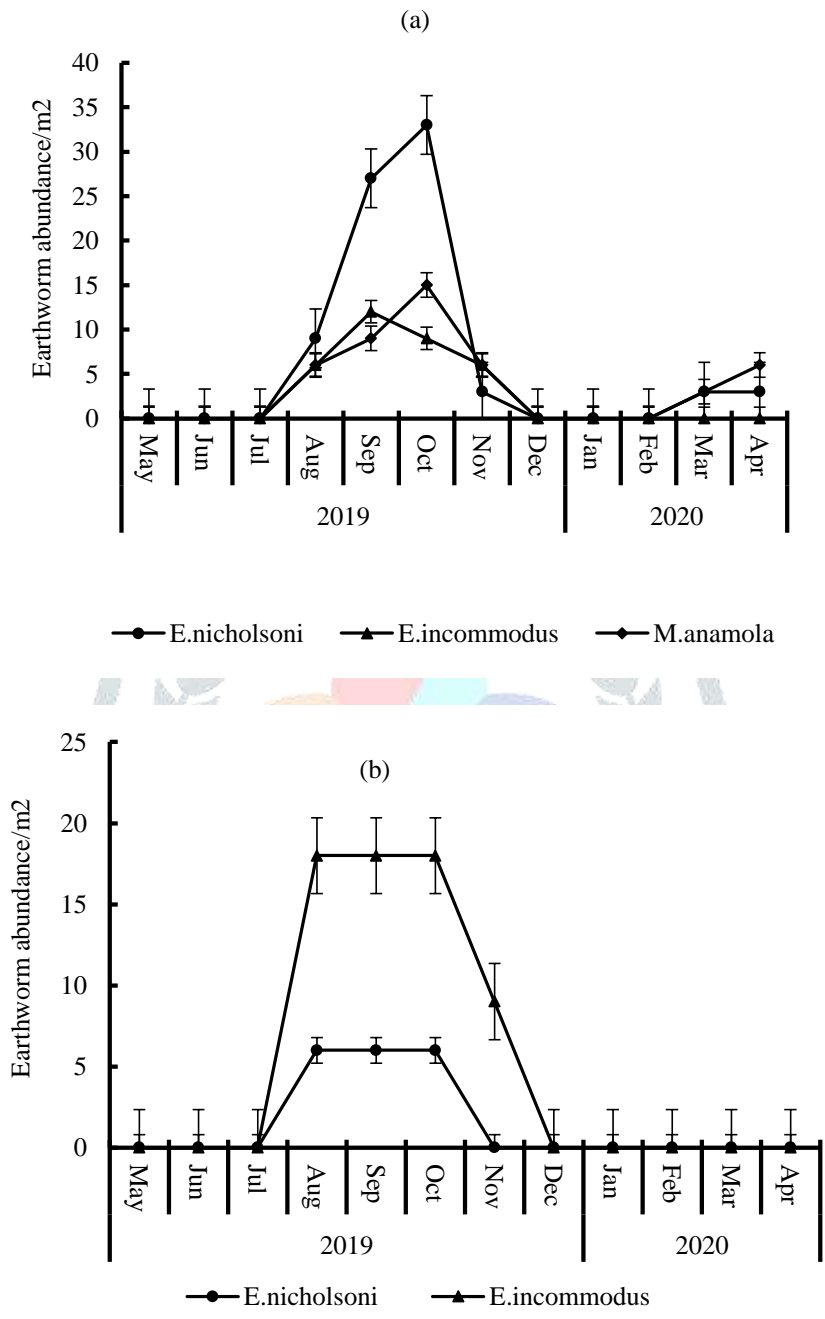 (a)
Earthworm abundance/m2
40
35
30
25
20
15
10
5
0
May
Jun
Jul
Aug
Sep
Oct
Nov
Dec
Jan
Feb
Mar
Apr
2019
2020
E.nicholsoni
E.incommodus
M.anamola
(b)
Earthworm abundance/m2
25
20
15
10
5
0
May
Jun
Jul
Aug
Sep
Oct
Nov
Dec
Jan
Feb
Mar
Apr
2019
2020
E.nicholsoni
E.incommodus